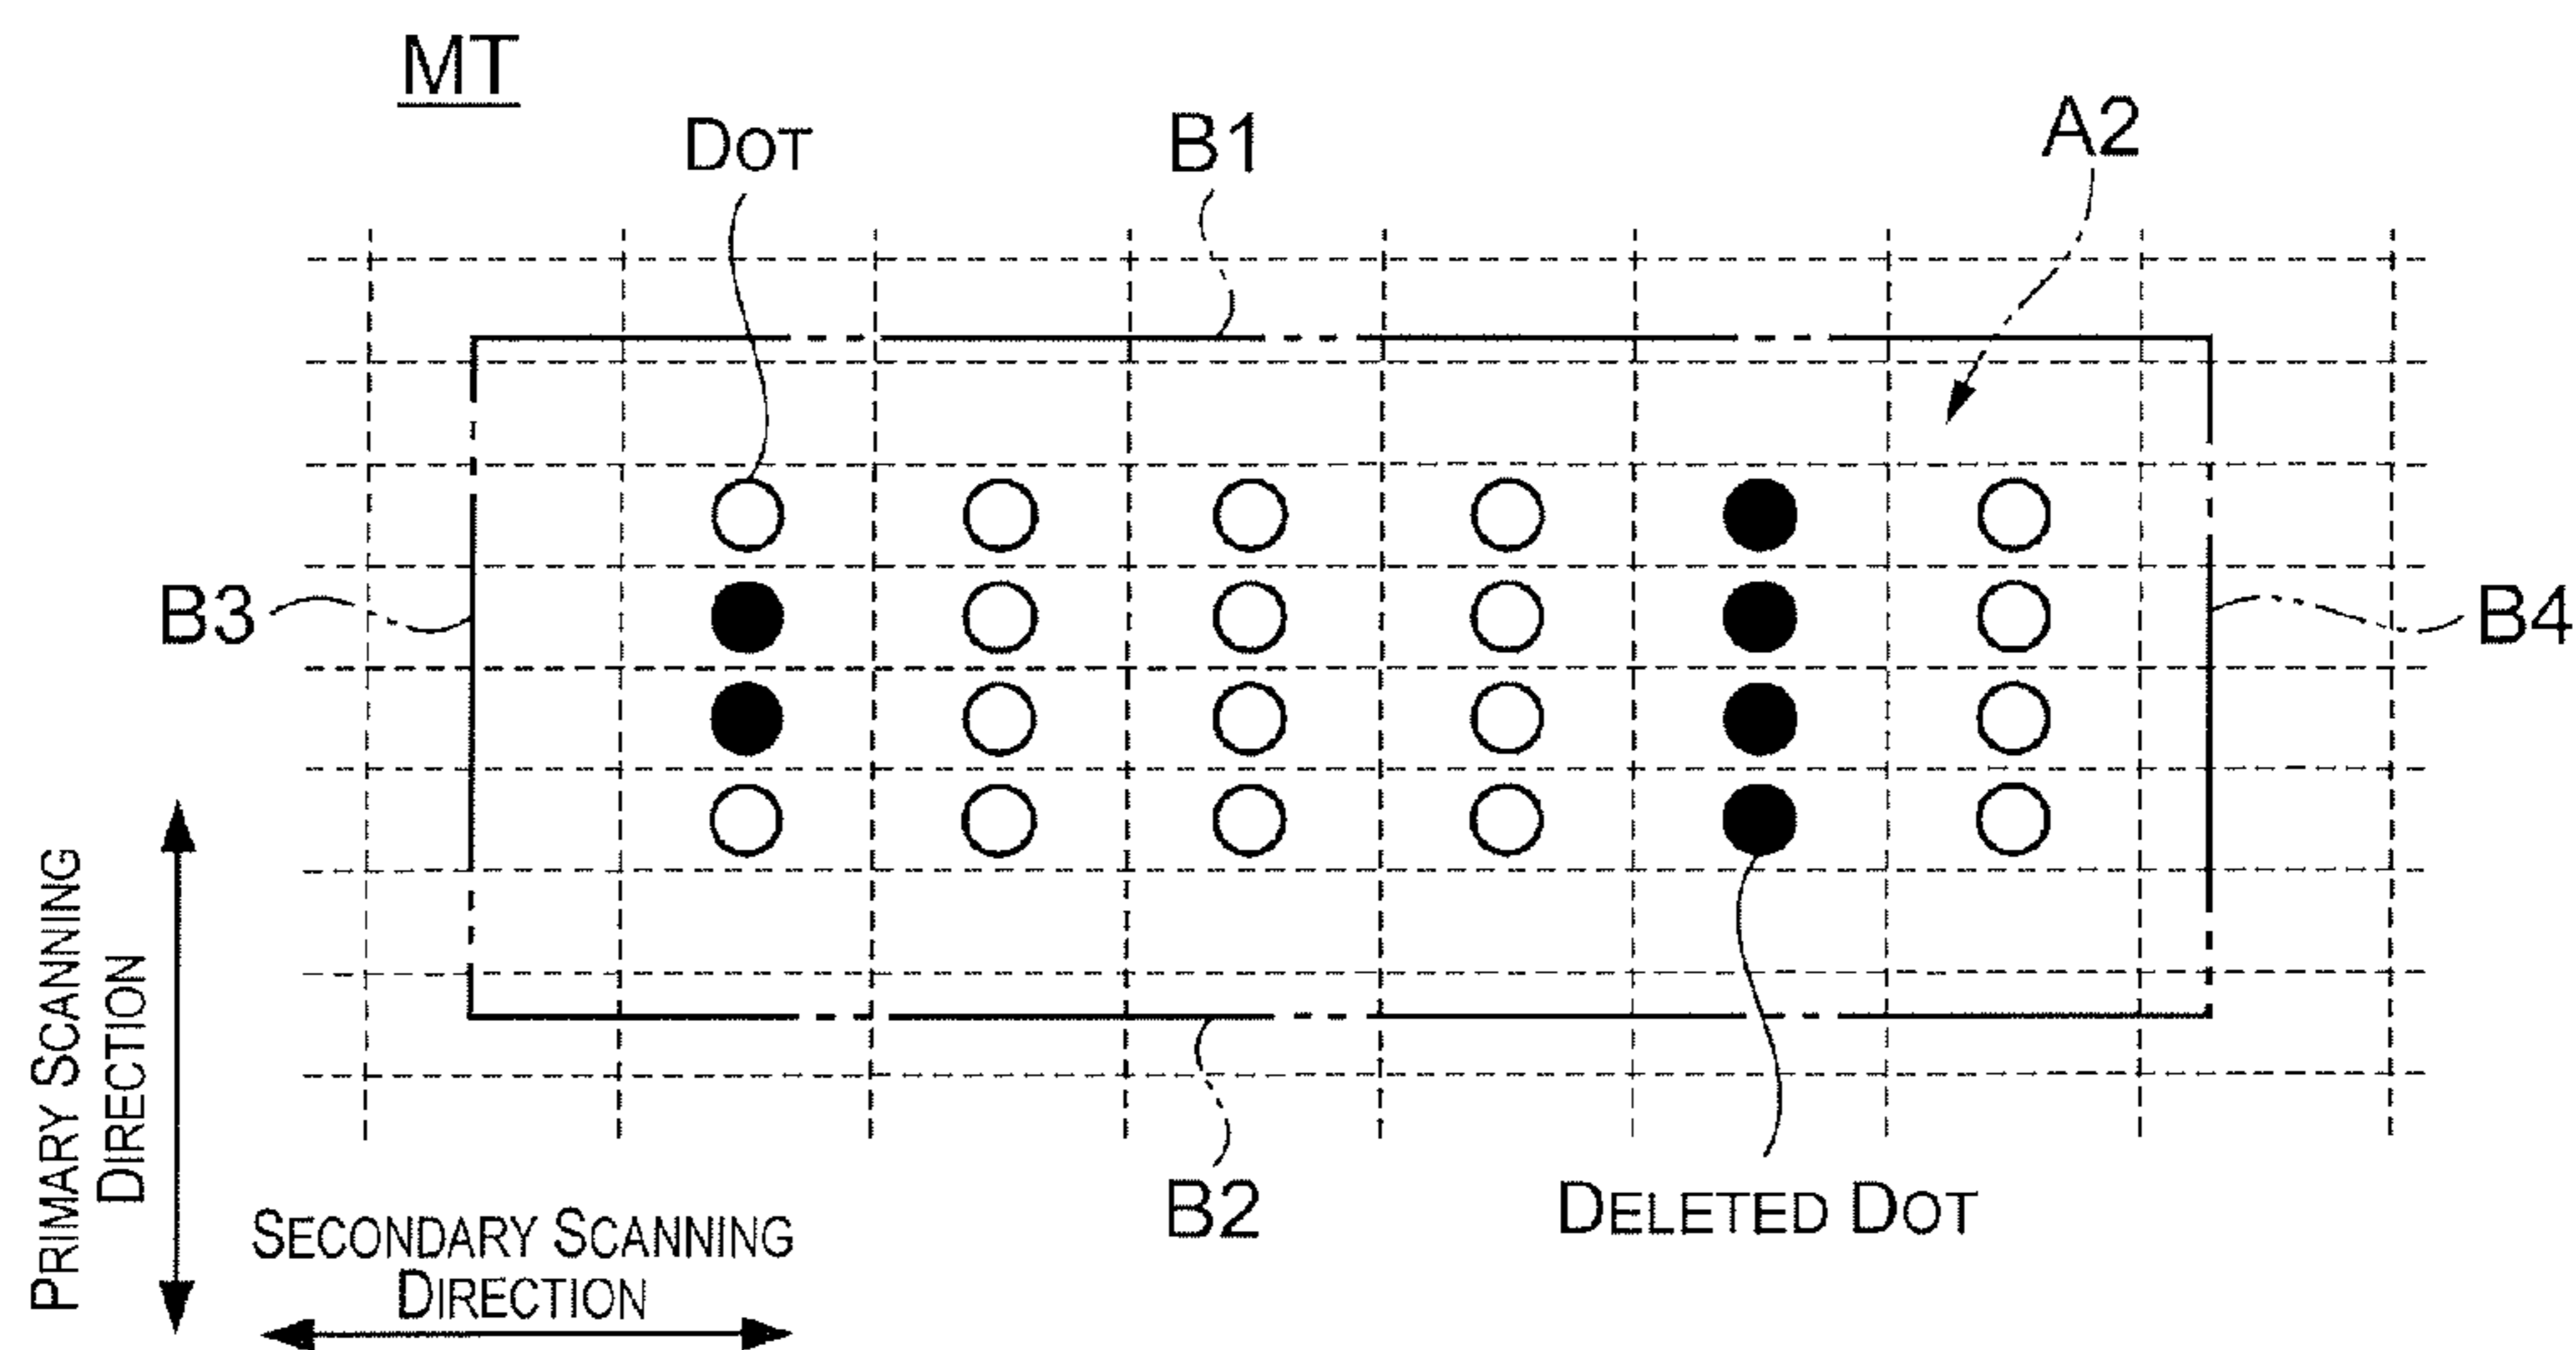 MT
DOT
B1
A2
B3
B4
PRIMARY SCANNING
DIRECTION
SECONDARY SCANNING
DIRECTION
B2
DELETED DOT